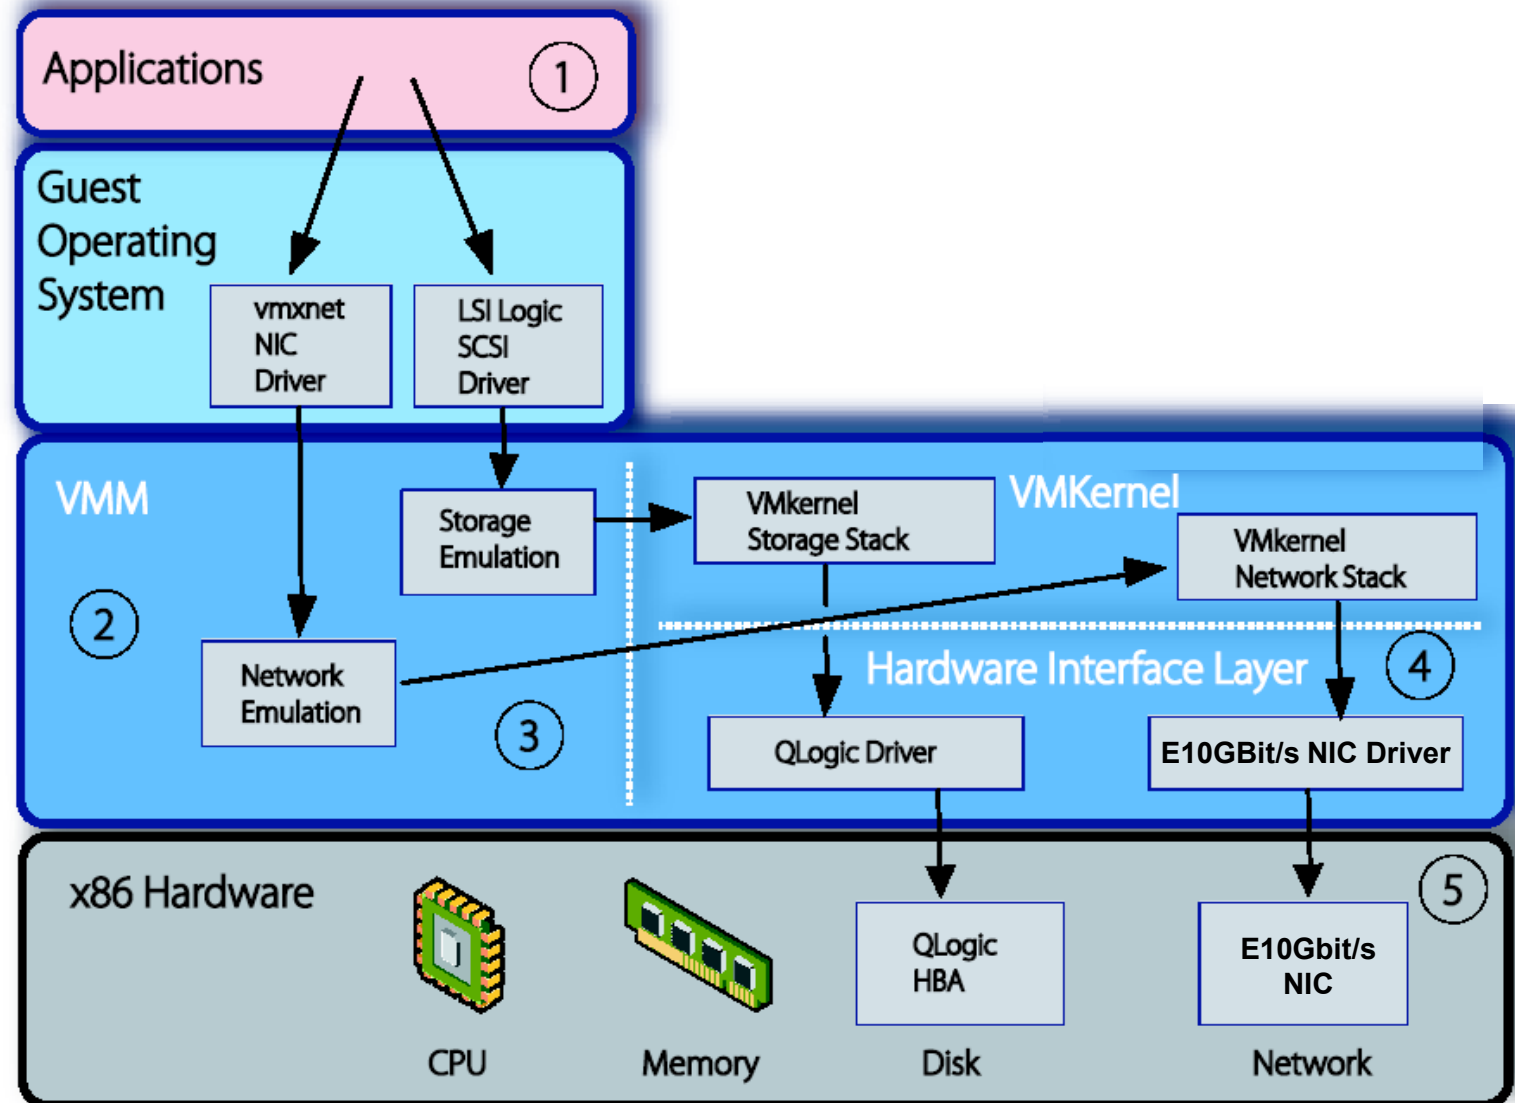 Applications
1
Guest
Operating
System
vmxnet
NIC
Driver
LSI Logic
SCSI
Driver
VMM
Storage
Emulation
VMkernel
Storage Stack
VMKernel
VMkernel
Network Stack
2
Network
Emulation
3
Hardware Interface Layer
4
QLogic Driver
E10GBit/s NIC Driver
x86 Hardware
5
QLogic
HBA
E10Gbit/s
NIC
CPU
Memory
Disk
Network